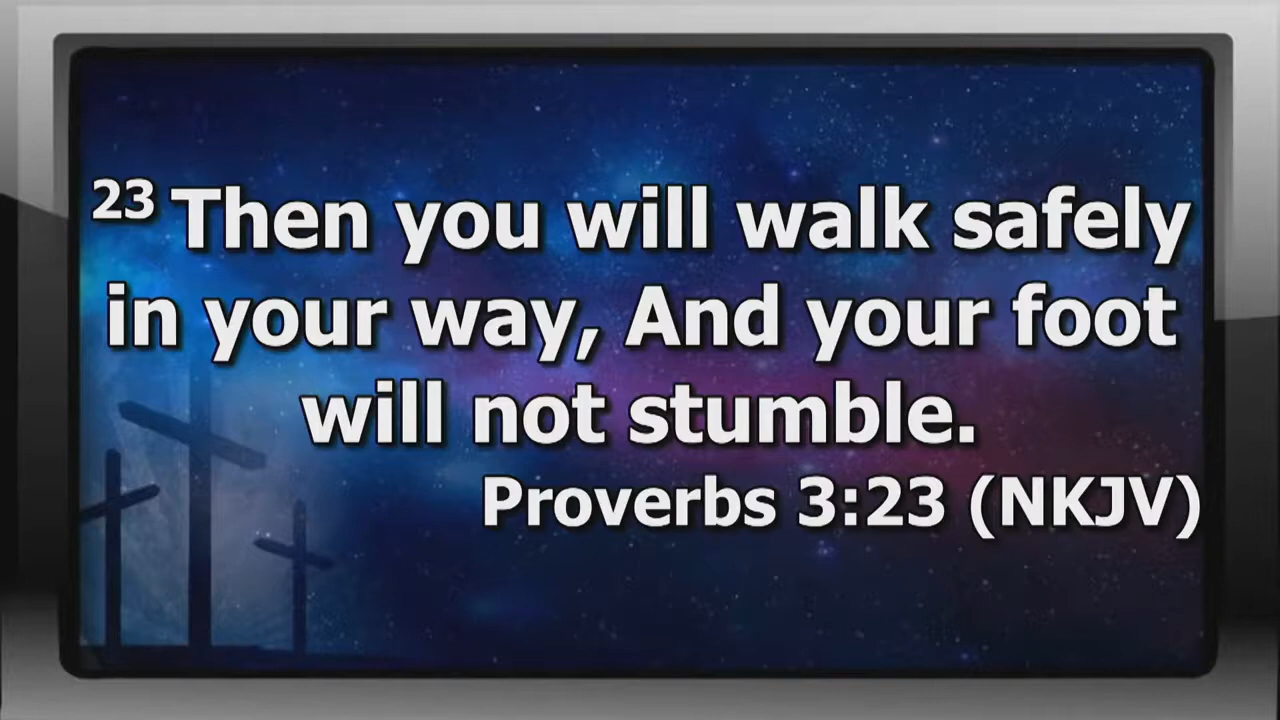 23 Then you will walk safely
in your way, And your foot
will not stumble.
Proverbs 3:23 (NKJV)